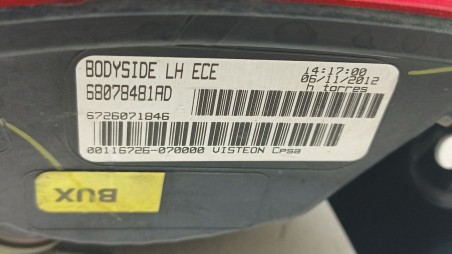 BODYSIDE LH ECE
14:17:00
68078481AD
06/11/2012
h torres
6726071846
00116726-070000 VISTEON Cpsa
BUX